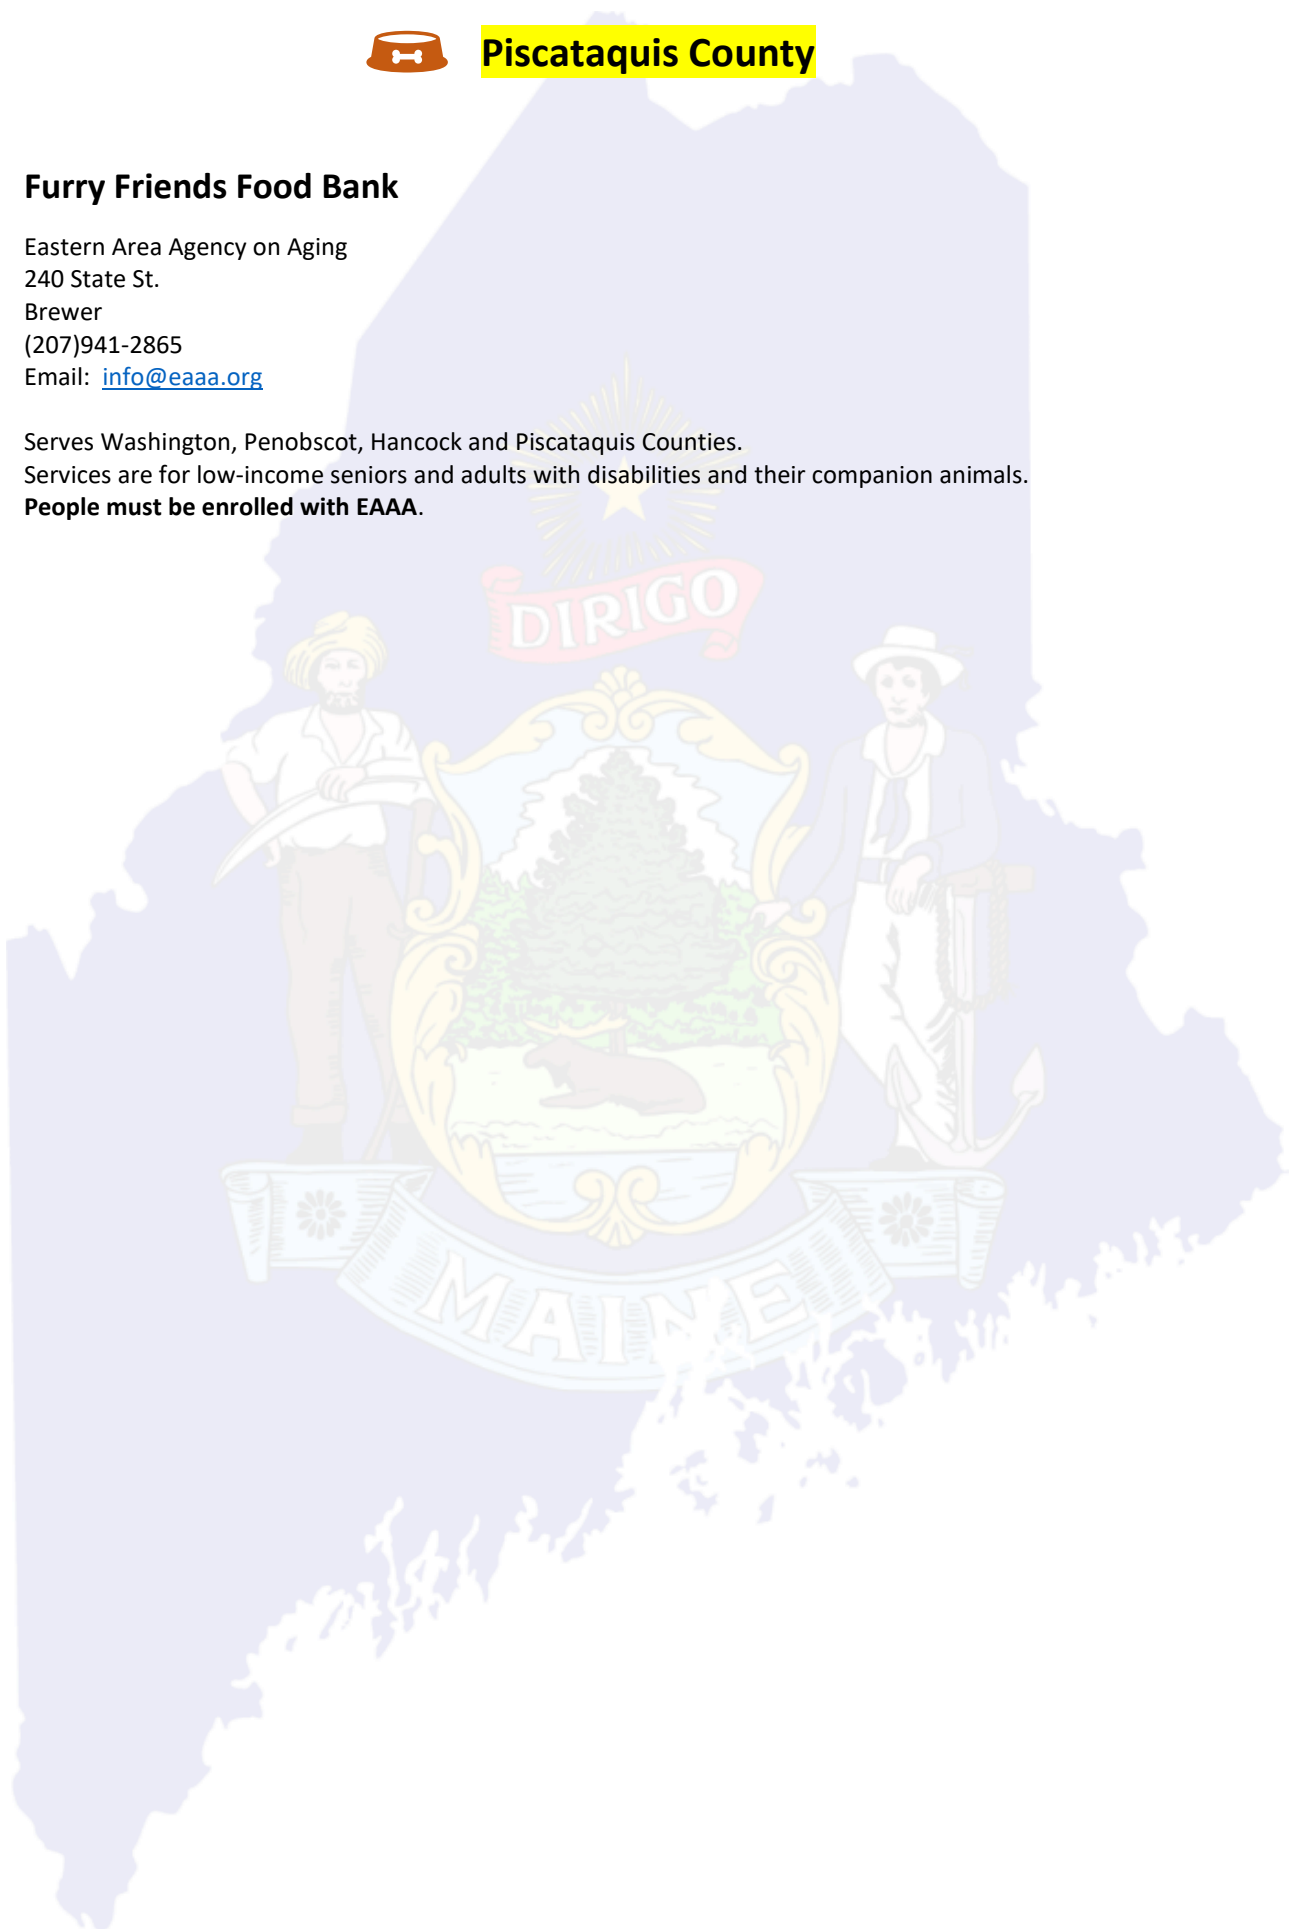 Piscataquis County
Furry Friends Food Bank
Eastern Area Agency on Aging
240 State St.
Brewer
(207)941-2865
Email:  info@eaaa.org
Serves Washington, Penobscot, Hancock and Piscataquis Counties.
Services are for low-income seniors and adults with disabilities and their companion animals.
People must be enrolled with EAAA.
DIRIGO
MAINE